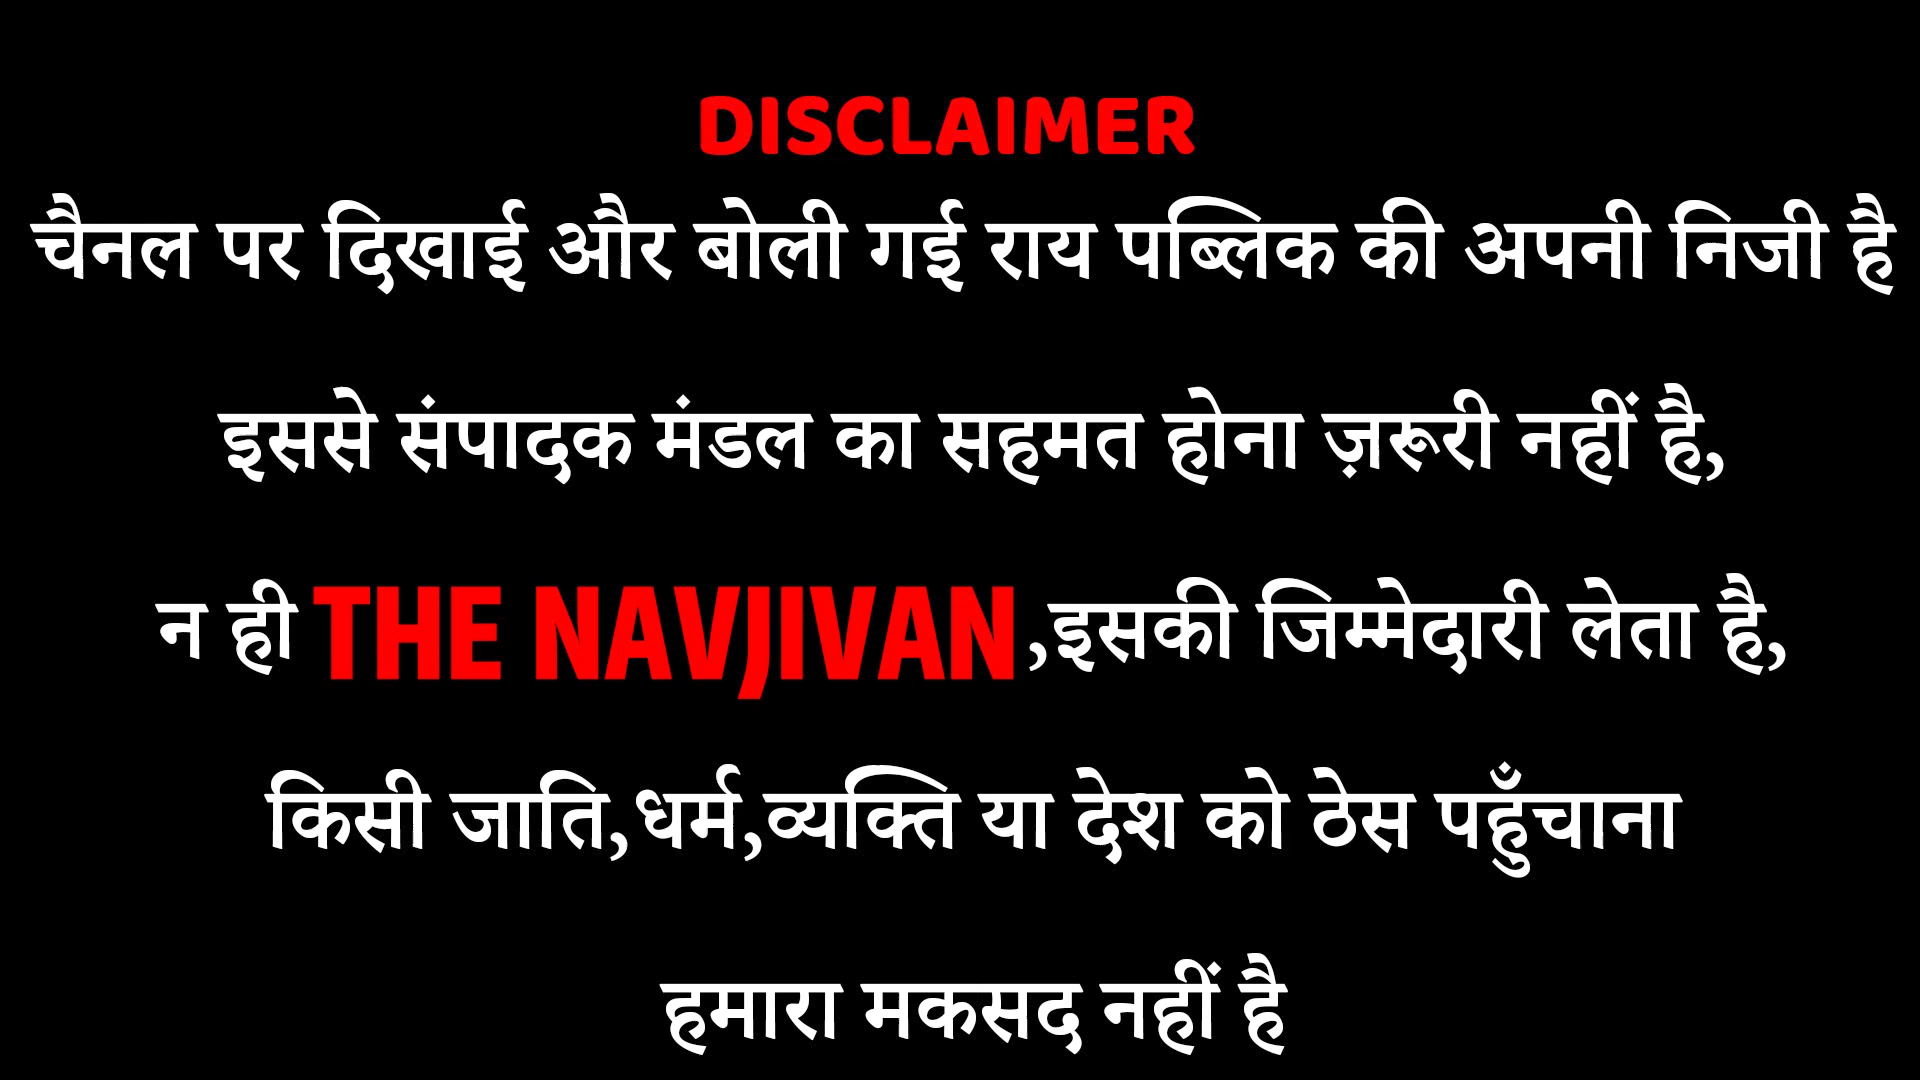 DISCLAIMER
चैनल पर दिखाई और बोली गई राय पब्लिक की अपनी निजी है
इससे संपादक मंडल का सहमत होना ज़रूरी नहीं है,
न ही THE NAVJIVAN ,इसकी जिम्मेदारी लेता है,
किसी जाति,धर्म,व्यक्ति या देश को ठेस पहुँचाना
हमारा मकसद नहीं है